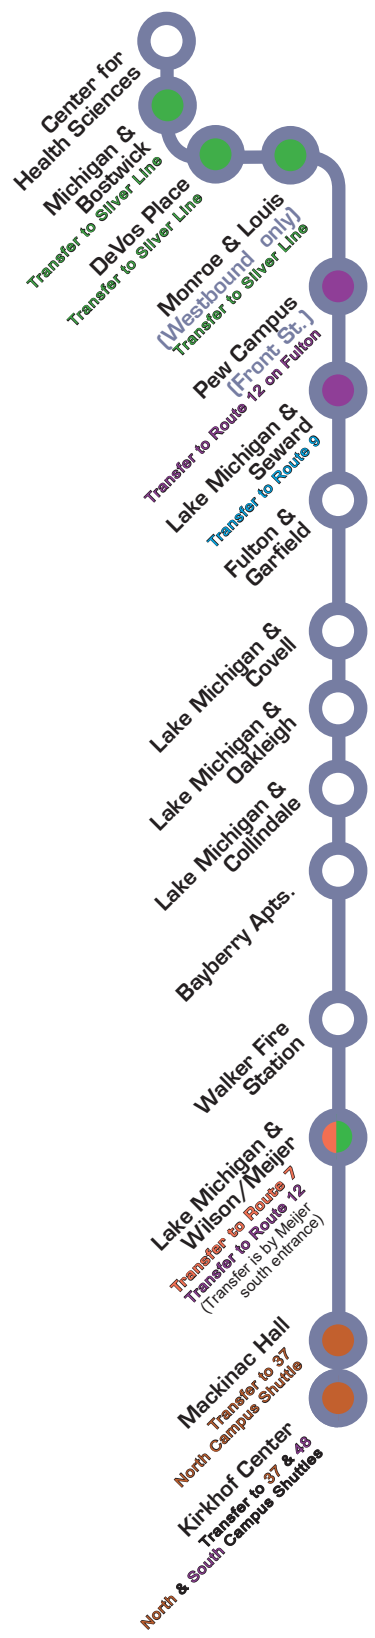 Center for
Health Sciences
Michigan &
Bostwick
Transfer to Silver Line
DeVos Place
Transfer to Silver Line
Monroe & Louis
(Westbound only)
Transfer to Silver Line
Pew Campus
(Front St.)
Transfer to Route 12 on Fulton
Lake Michigan &
Seward
Transfer to Route 9
Fulton &
Garfield
Lake Michigan &
Covell
Lake Michigan &
Oakleigh
Lake Michigan &
Collindale
Bayberry Apts.
Walker Fire
Station
Lake Michigan &
Wilson/Meijer
Transfer to Route 7
Transfer to Route 12
(Transfer is by Meijer
south entrance)
Mackinac Hall
Transfer to 37
North Campus Shuttle
Kirkhof Center
Transfer to 37 & 48
North & South Campus Shuttles